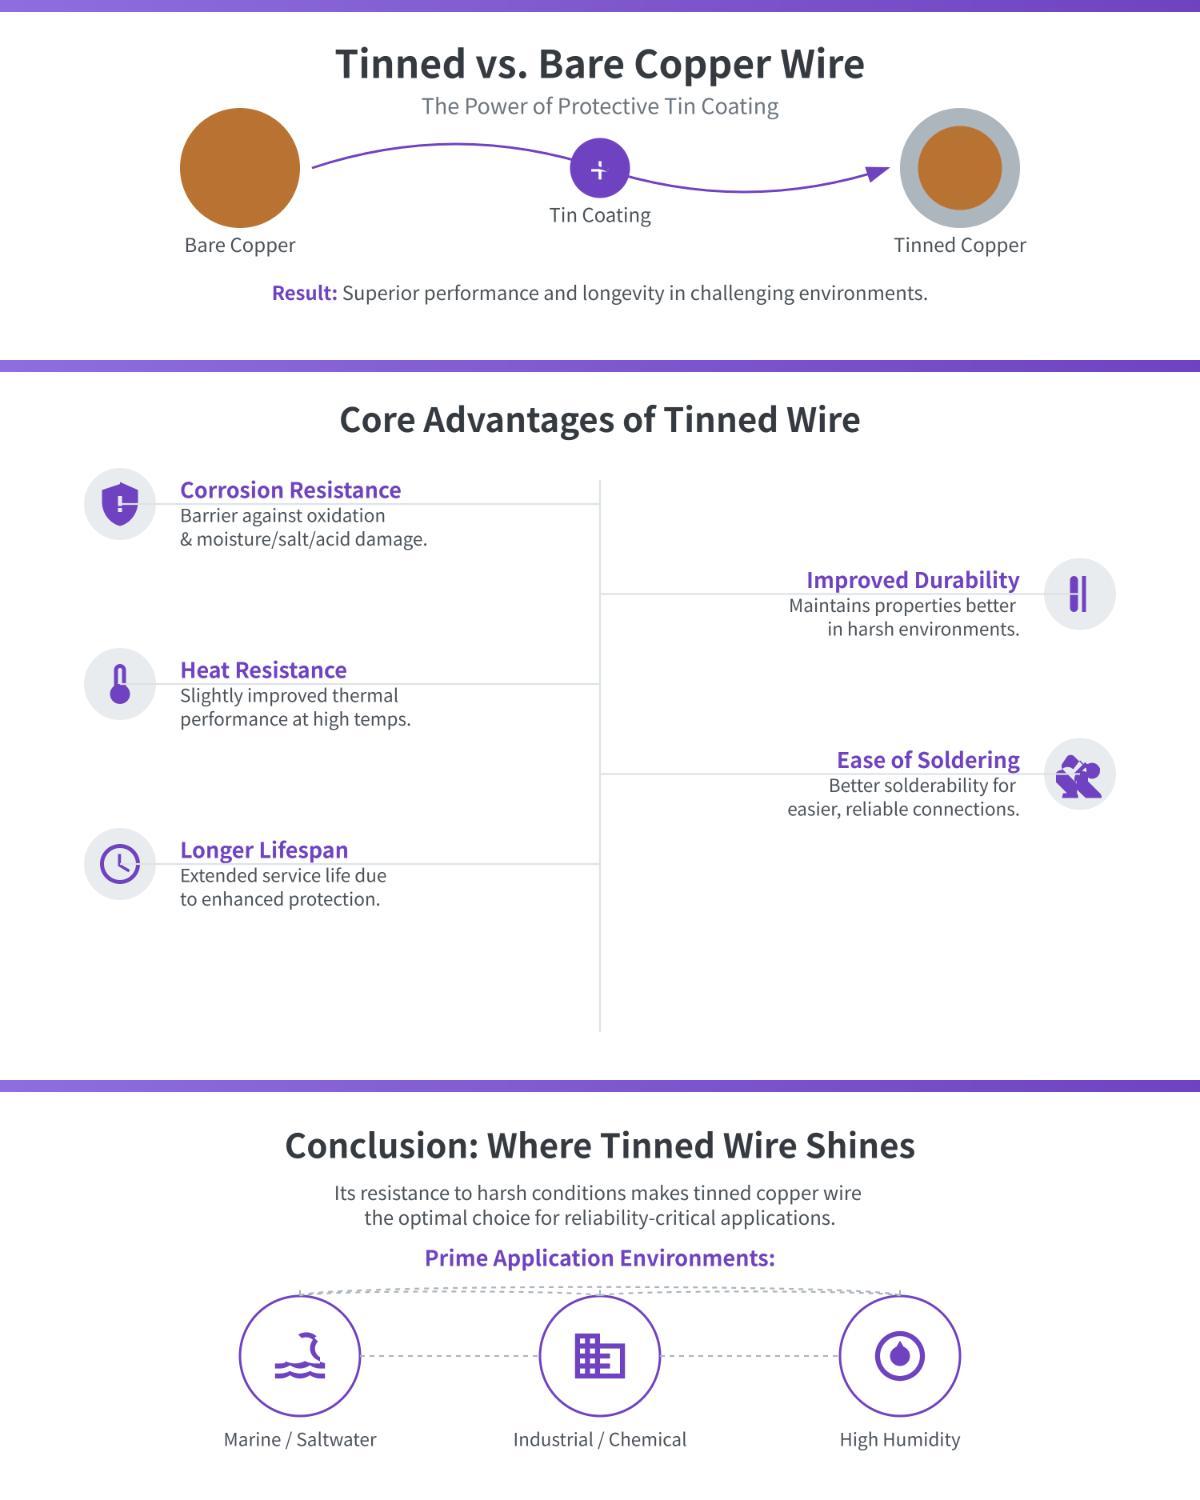 Tinned vs. Bare Copper Wire
The Power of Protective Tin Coating
Tin Coating
Bare Copper
Tinned Copper
Result: Superior performance and longevity in challenging environments.
Core Advantages of Tinned Wire
Corrosion Resistance
Barrier against oxidation
& moisture/salt/acid damage.
Improved Durability
Maintains properties better
in harsh environments.
Heat Resistance
Slightly improved thermal
performance at high temps.
Ease of Soldering
Better solderability for
easier, reliable connections.
Longer Lifespan
Extended service life due
to enhanced protection.
Conclusion: Where Tinned Wire Shines
Its resistance to harsh conditions makes tinned copper wire
the optimal choice for reliability-critical applications.
Prime Application Environments:
Marine / Saltwater
Industrial / Chemical
High Humidity